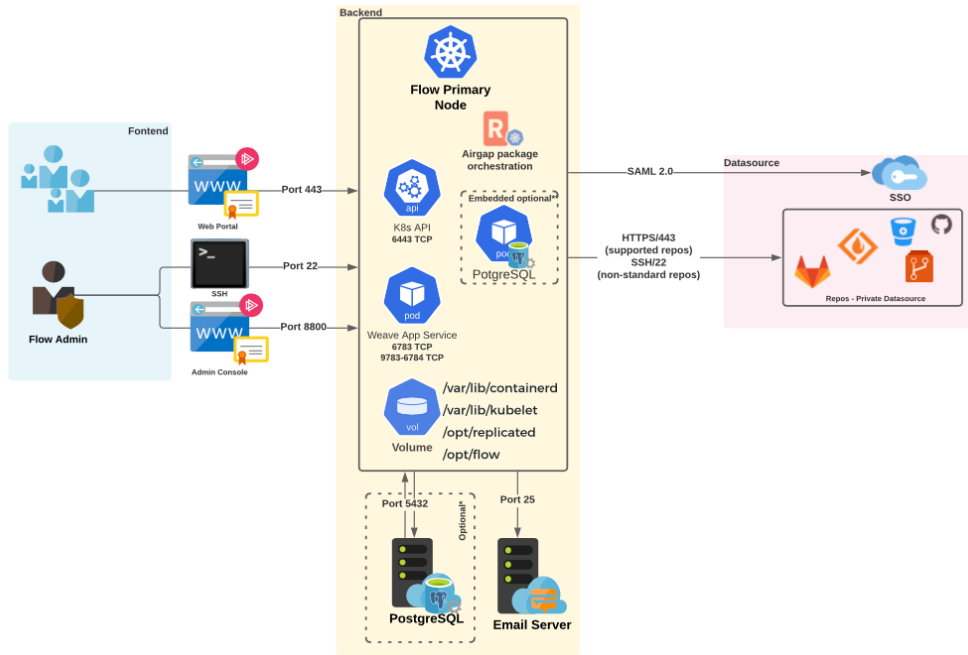 Backend
Flow Primary
Node
Fontend
Airgap package
orchestration
Datasource
WWW
Port 443
SAML 2.0
SSO
api
Embedded optional*
Web Portal
K8s API
6443 TCP
pod
PotgreSQL
HTTPS/443
(supported repos)
SSH/22
(non-standard repos)
>_
Port 22
SSH
pod
Repos - Private Datasource
WWW
Port 8800
Flow Admin
Weave App Service
6783 TCP
9783-6784 TCP
Admin Console
vol
Volume
/var/lib/containerd
/var/lib/kubelet
/opt/replicated
/opt/flow
Port 5432
Optional*
Port 25
PostgreSQL
Email Server